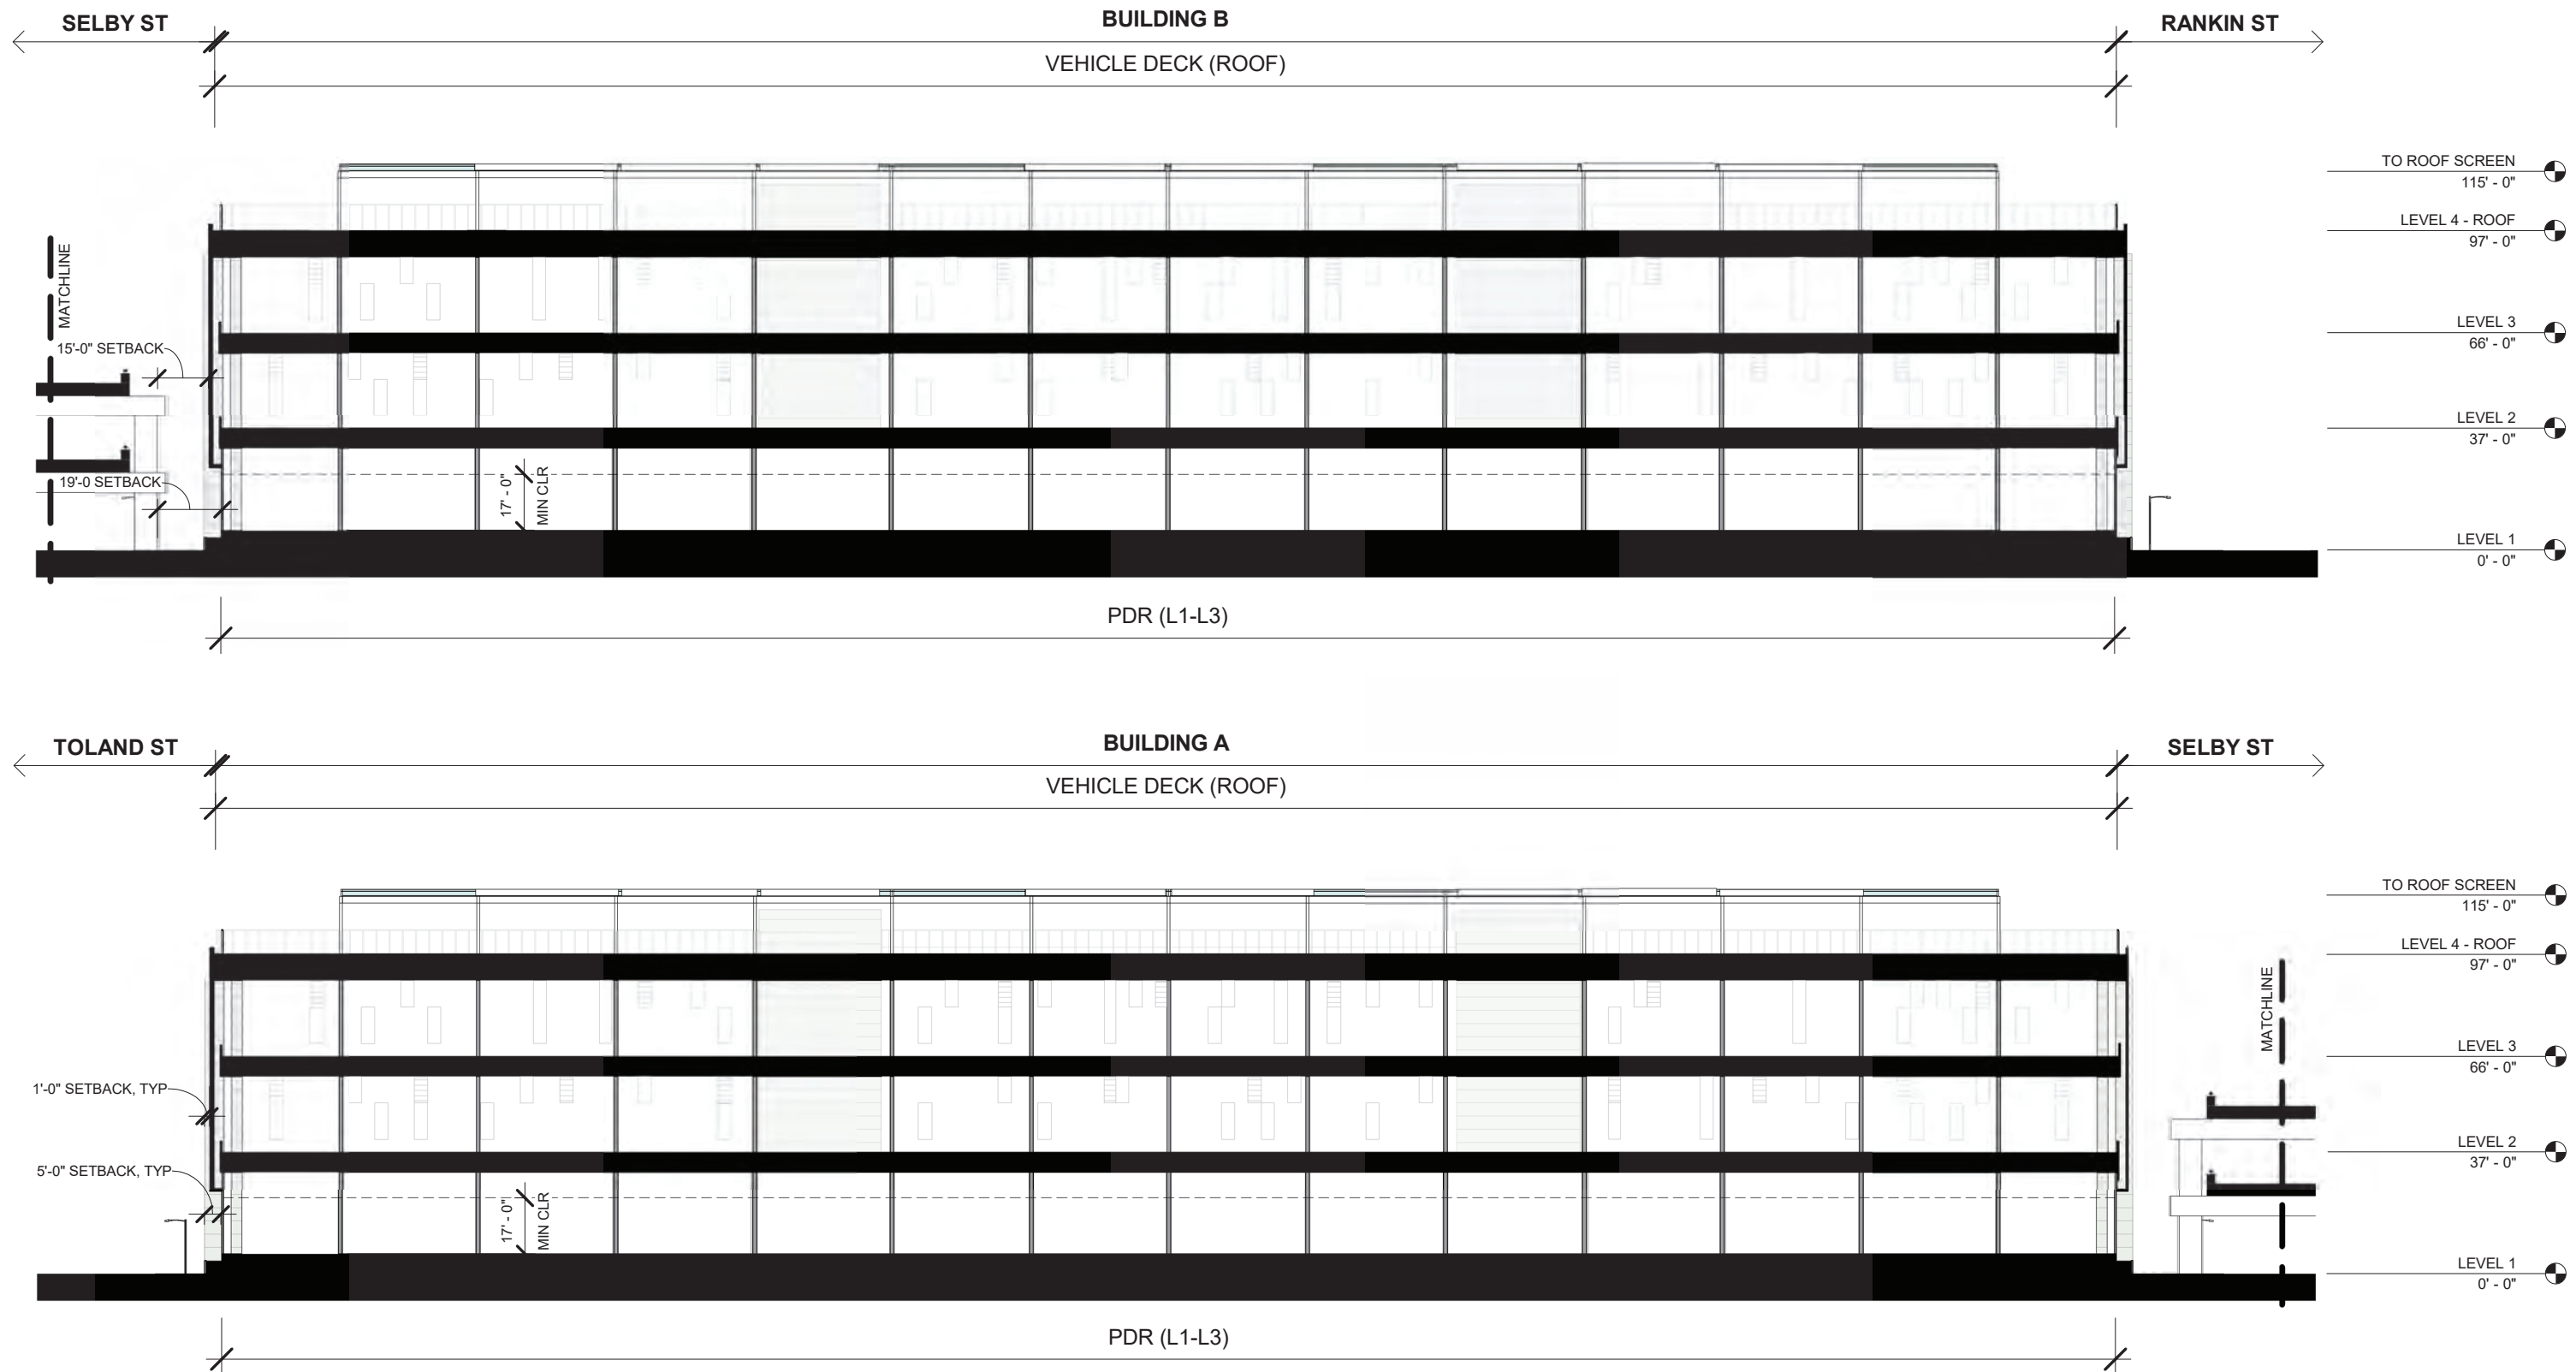 SELBY ST
BUILDING B
RANKIN ST
VEHICLE DECK (ROOF)
TO ROOF SCREEN
115' - 0"
LEVEL 4 - ROOF
97' - 0"
MATCHLINE
LEVEL 3
66' - 0"
15'-0" SETBACK
LEVEL 2
37' - 0"
19'-0 SETBACK
17' - 0"
MIN CLR
LEVEL 1
0' - 0"
PDR (L1-L3)
TOLAND ST
BUILDING A
SELBY ST
VEHICLE DECK (ROOF)
TO ROOF SCREEN
115' - 0"
LEVEL 4 - ROOF
97' - 0"
MATCHLINE
LEVEL 3
66' - 0"
1'-0" SETBACK, TYP
LEVEL 2
37' - 0"
5'-0" SETBACK, TYP
17' - 0"
MIN CLR
LEVEL 1
0' - 0"
PDR (L1-L3)